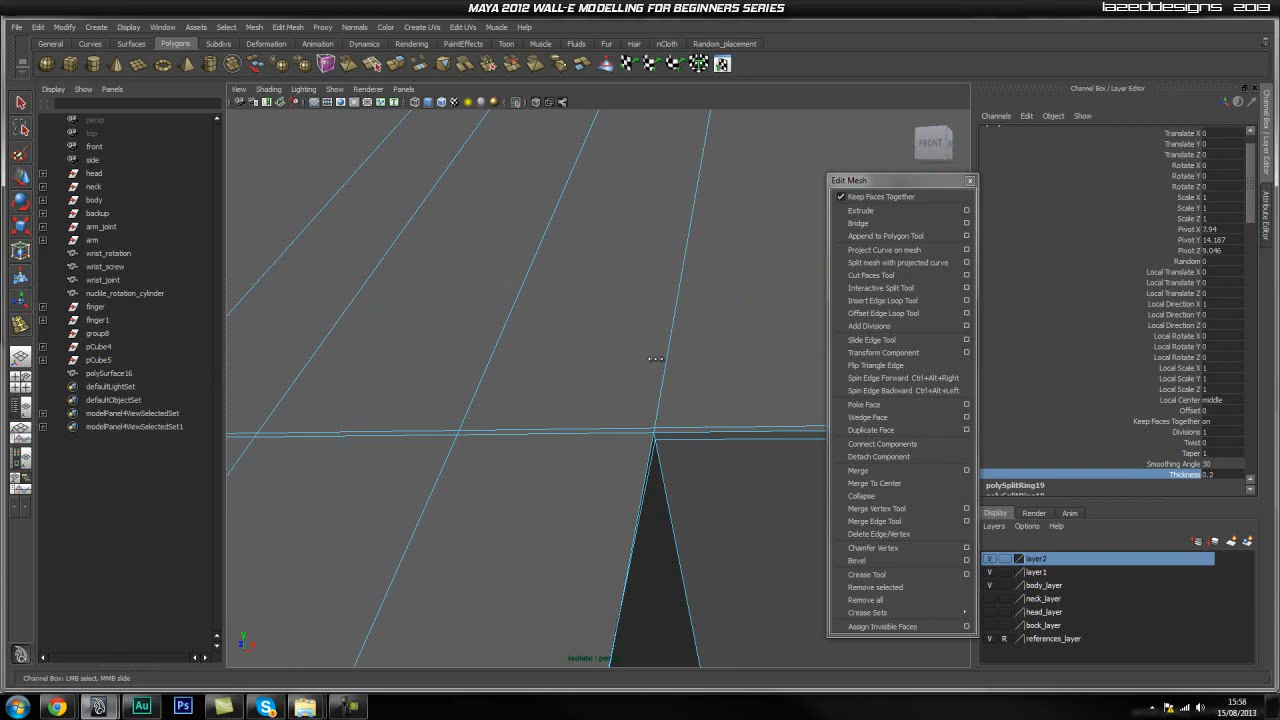 MAYA 2012 WALL-E MODELLING FOR BEGINNERS SERIES
LAZEDDESIGNS 2013
File Edit Modify Create Display Window Assets Select Mesh Edit Mesh Proxy Normals Color Create UVs Edit UVs Muscle Help
General Curves Surfaces Polygons Subdivs Deformation Animation Dynamics Rendering PaintEffects Toon Muscle Fluids Fur Hair nCloth Random_placement
Display Show Panels
View Shading Lighting Show Renderer Panels
Channel Box / Layer Editor
Channels Edit Object Show
persp
top
front
side
head
neck
body
backup
arm_joint
arm
wrist_rotation
wrist_screw
wrist_joint
nuckle_rotation_cylinder
finger
finger1
group8
pCube4
pCube5
polySurface16
defaultLightSet
defaultObjectSet
modelPanel4ViewSelectedSet
modelPanel4ViewSelectedSet1
FRONT
Isolate : persp
Edit Mesh
Keep Faces Together
Extrude
Bridge
Append to Polygon Tool
Project Curve on mesh
Split mesh with projected curve
Cut Faces Tool
Interactive Split Tool
Insert Edge Loop Tool
Offset Edge Loop Tool
Add Divisions
Slide Edge Tool
Transform Component
Flip Triangle Edge
Spin Edge Forward Ctrl+Alt+Right
Spin Edge Backward Ctrl+Alt+Left
Poke Face
Wedge Face
Duplicate Face
Connect Components
Detach Component
Merge
Merge To Center
Collapse
Merge Vertex Tool
Merge Edge Tool
Delete Edge/Vertex
Chamfer Vertex
Bevel
Crease Tool
Remove selected
Remove all
Crease Sets
Assign Invisible Faces
Translate X 0
Translate Y 0
Translate Z 0
Rotate X 0
Rotate Y 0
Rotate Z 0
Scale X 1
Scale Y 1
Scale Z 1
Pivot X 7.94
Pivot Y 14.187
Pivot Z 9.046
Random 0
Local Translate X 0
Local Translate Y 0
Local Translate Z 0
Local Direction X 1
Local Direction Y 0
Local Direction Z 0
Local Rotate X 0
Local Rotate Y 0
Local Rotate Z 0
Local Scale X 1
Local Scale Y 1
Local Scale Z 1
Local Center middle
Offset 0
Keep Faces Together on
Divisions 1
Twist 0
Taper 1
Smoothing Angle 30
Thickness 0.2
polySplitRing19
Channel Box / Layer Editor
Attribute Editor
Display Render Anim
Layers Options Help
V layer2
V layer1
V body_layer
neck_layer
head_layer
bock_layer
V R references_layer
Channel Box: LMB select, MMB slide
Au
Ps
15:58
15/08/2013